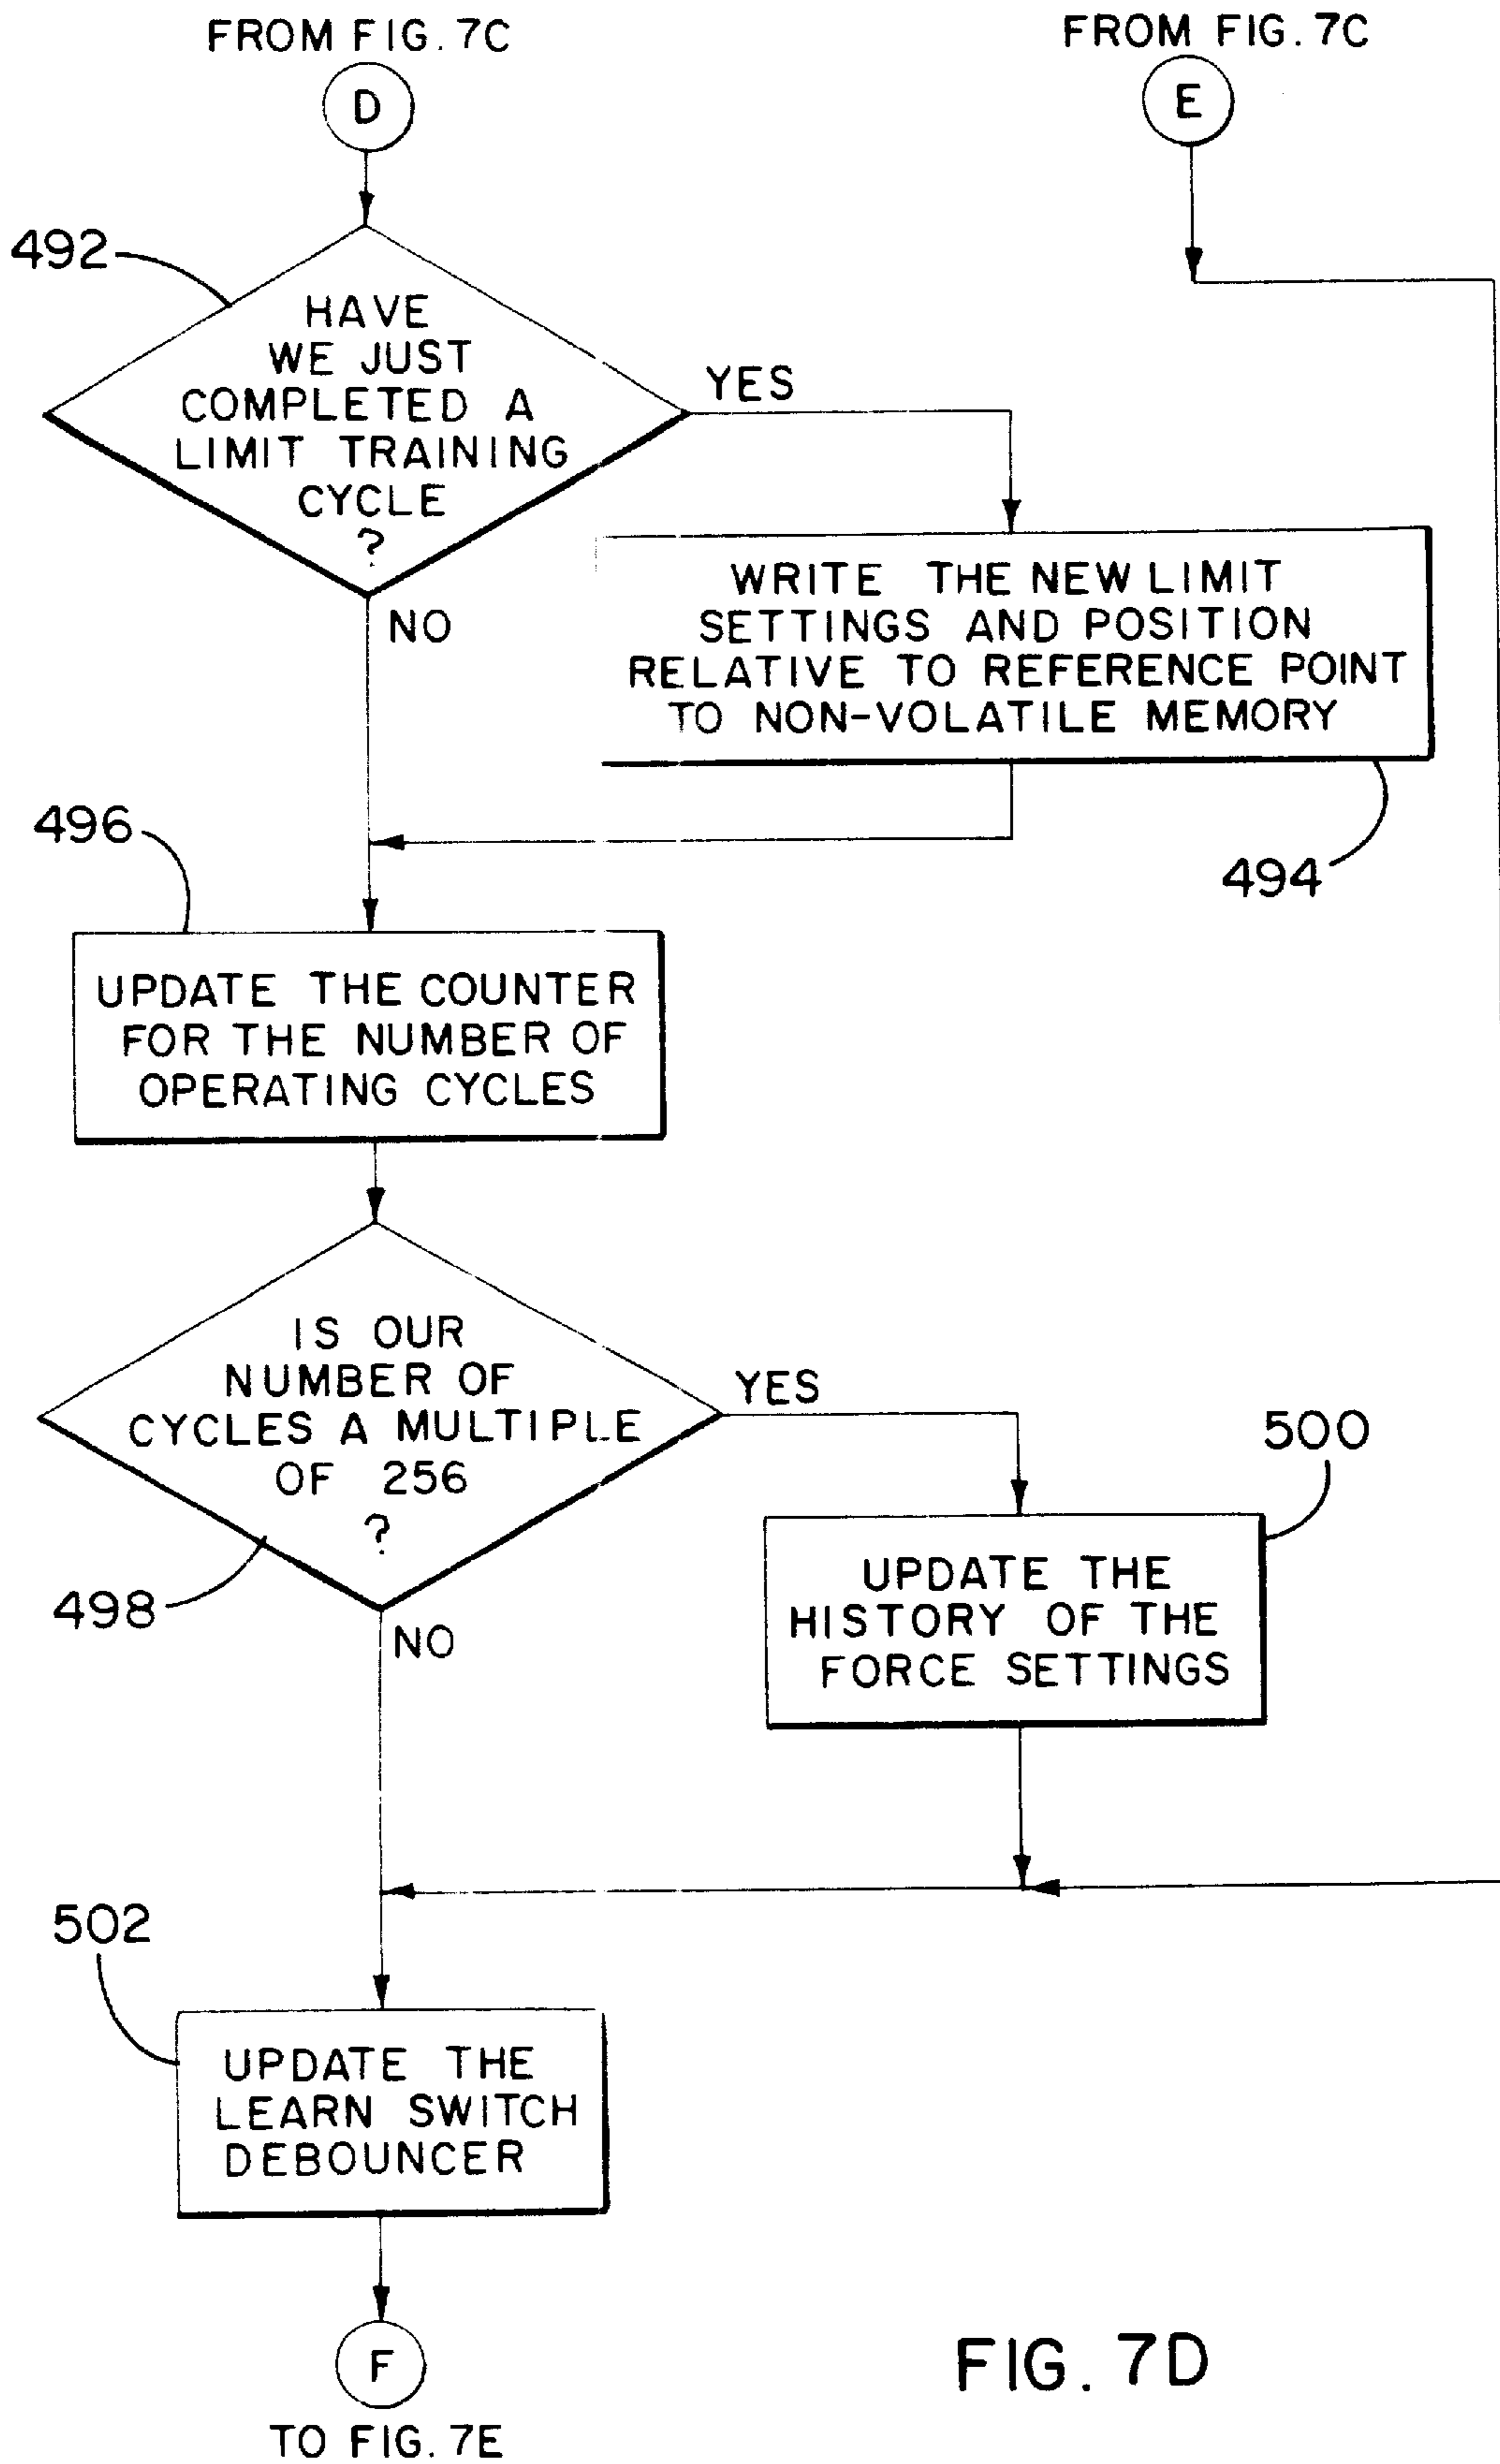 FROM FIG. 7C
D
FROM FIG. 7C
E
492
HAVE
WE JUST
COMPLETED A
LIMIT TRAINING
CYCLE
?
YES
NO
WRITE THE NEW LIMIT
SETTINGS AND POSITION
RELATIVE TO REFERENCE POINT
TO NON-VOLATILE MEMORY
494
496
UPDATE THE COUNTER
FOR THE NUMBER OF
OPERATING CYCLES
IS OUR
NUMBER OF
CYCLES A MULTIPLE
OF 256
?
YES
498
NO
500
UPDATE THE
HISTORY OF THE
FORCE SETTINGS
502
UPDATE THE
LEARN SWITCH
DEBOUNCER
F
TO FIG. 7E
FIG. 7D